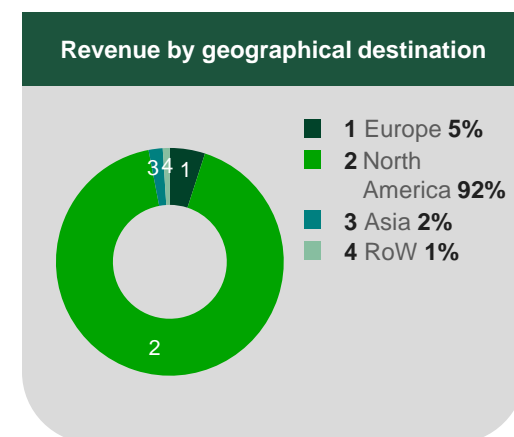 Revenue by geographical destination
1 Europe 5%
2 North
America 92%
3 Asia 2%
4 RoW 1%
3
4
1
2